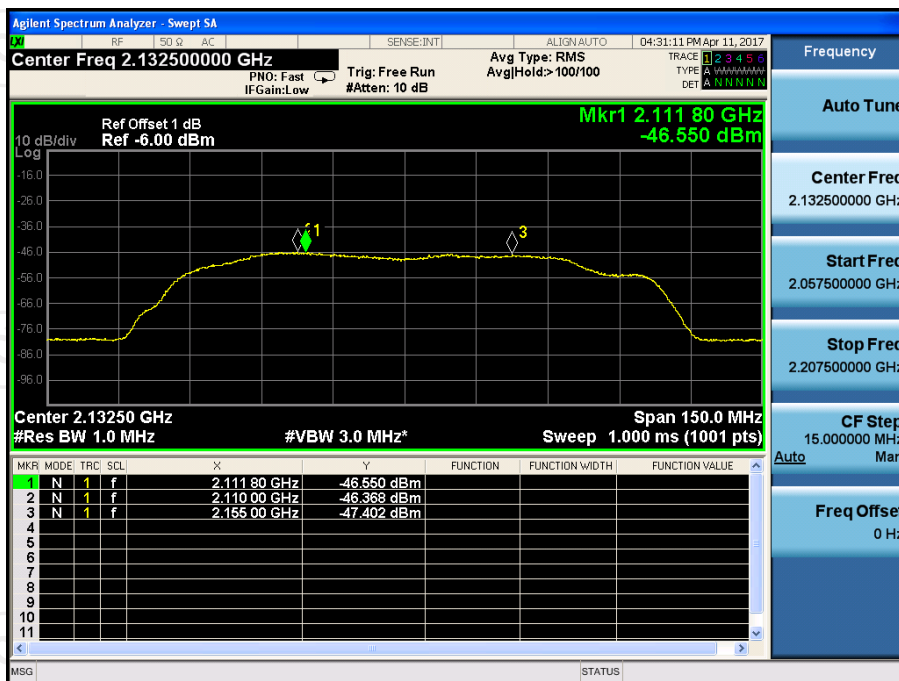 Agilent Spectrum Analyzer - Swept SA
LXI RF 50 Ω AC SENSE:INT ALIGN AUTO 04:31:11 PM Apr 11, 2017
Center Freq 2.132500000 GHz
PNO: Fast
IFGain:Low
Trig: Free Run
#Atten: 10 dB
Avg Type: RMS
Avg|Hold:>100/100
TRACE 1 2 3 4 5 6
TYPE A WWWWW
DET A N N N N N
Mkr1 2.111 80 GHz
-46.550 dBm
Ref Offset 1 dB
10 dB/div Ref -6.00 dBm
Log
-16.0
-26.0
-36.0
-46.0
-56.0
-66.0
-76.0
-86.0
-96.0
1
3
Center 2.13250 GHz Span 150.0 MHz
#Res BW 1.0 MHz #VBW 3.0 MHz* Sweep 1.000 ms (1001 pts)
MKR MODE TRC SCL X Y FUNCTION FUNCTION WIDTH FUNCTION VALUE
1 N 1 f 2.111 80 GHz -46.550 dBm
2 N 1 f 2.110 00 GHz -46.368 dBm
3 N 1 f 2.155 00 GHz -47.402 dBm
4
5
6
7
8
9
10
11
MSG STATUS
Frequency
Auto Tune
Center Freq
2.132500000 GHz
Start Freq
2.057500000 GHz
Stop Freq
2.207500000 GHz
CF Step
15.000000 MHz
Auto Man
Freq Offset
0 Hz